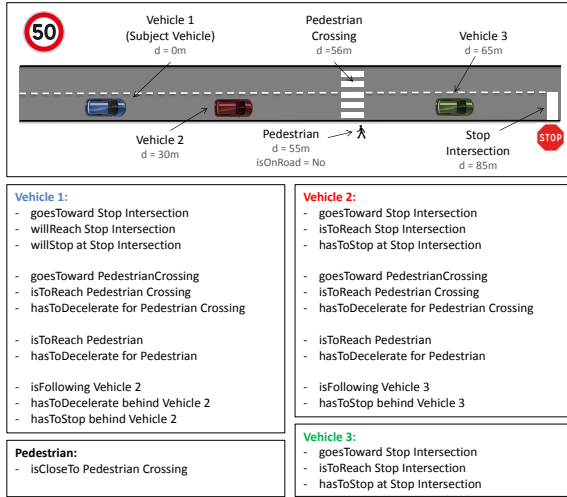 50
Vehicle 1
(Subject Vehicle)
d = 0m
Pedestrian
Crossing
d =56m
Vehicle 3
d = 65m
Vehicle 2
d = 30m
Pedestrian
d = 55m
isOnRoad = No
Stop
Intersection
d = 85m
STOP
Vehicle 1:
- goesToward Stop Intersection
- willReach Stop Intersection
- willStop at Stop Intersection
- goesToward PedestrianCrossing
- isToReach Pedestrian Crossing
- hasToDecelerate for Pedestrian Crossing
- isToReach Pedestrian
- hasToDecelerate for Pedestrian
- isFollowing Vehicle 2
- hasToDecelerate behind Vehicle 2
- hasToStop behind Vehicle 2
Pedestrian:
- isCloseTo Pedestrian Crossing
Vehicle 2:
- goesToward Stop Intersection
- isToReach Stop Intersection
- hasToStop at Stop Intersection
- goesToward PedestrianCrossing
- isToReach Pedestrian Crossing
- hasToDecelerate for Pedestrian Crossing
- isToReach Pedestrian
- hasToDecelerate for Pedestrian
- isFollowing Vehicle 3
- hasToStop behind Vehicle 3
Vehicle 3:
- goesToward Stop Intersection
- isToReach Stop Intersection
- hasToStop at Stop Intersection